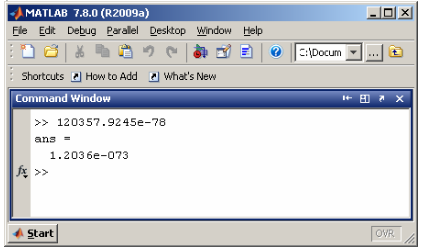 MATLAB 7.8.0 (R2009a)
File Edit Debug Parallel Desktop Window Help
C:\Docum ...
Shortcuts How to Add What's New
Command Window
>> 120357.9245e-78
ans =
1.2036e-073
fx >>
Start OVR